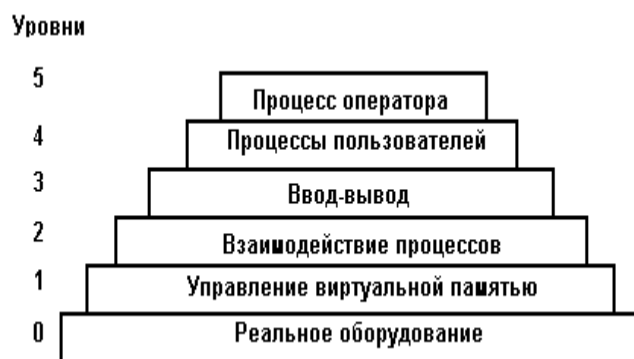 Уровни
5 Процесс оператора
4 Процессы пользователей
3 Ввод-вывод
2 Взаимодействие процессов
1 Управление виртуальной памятью
0 Реальное оборудование